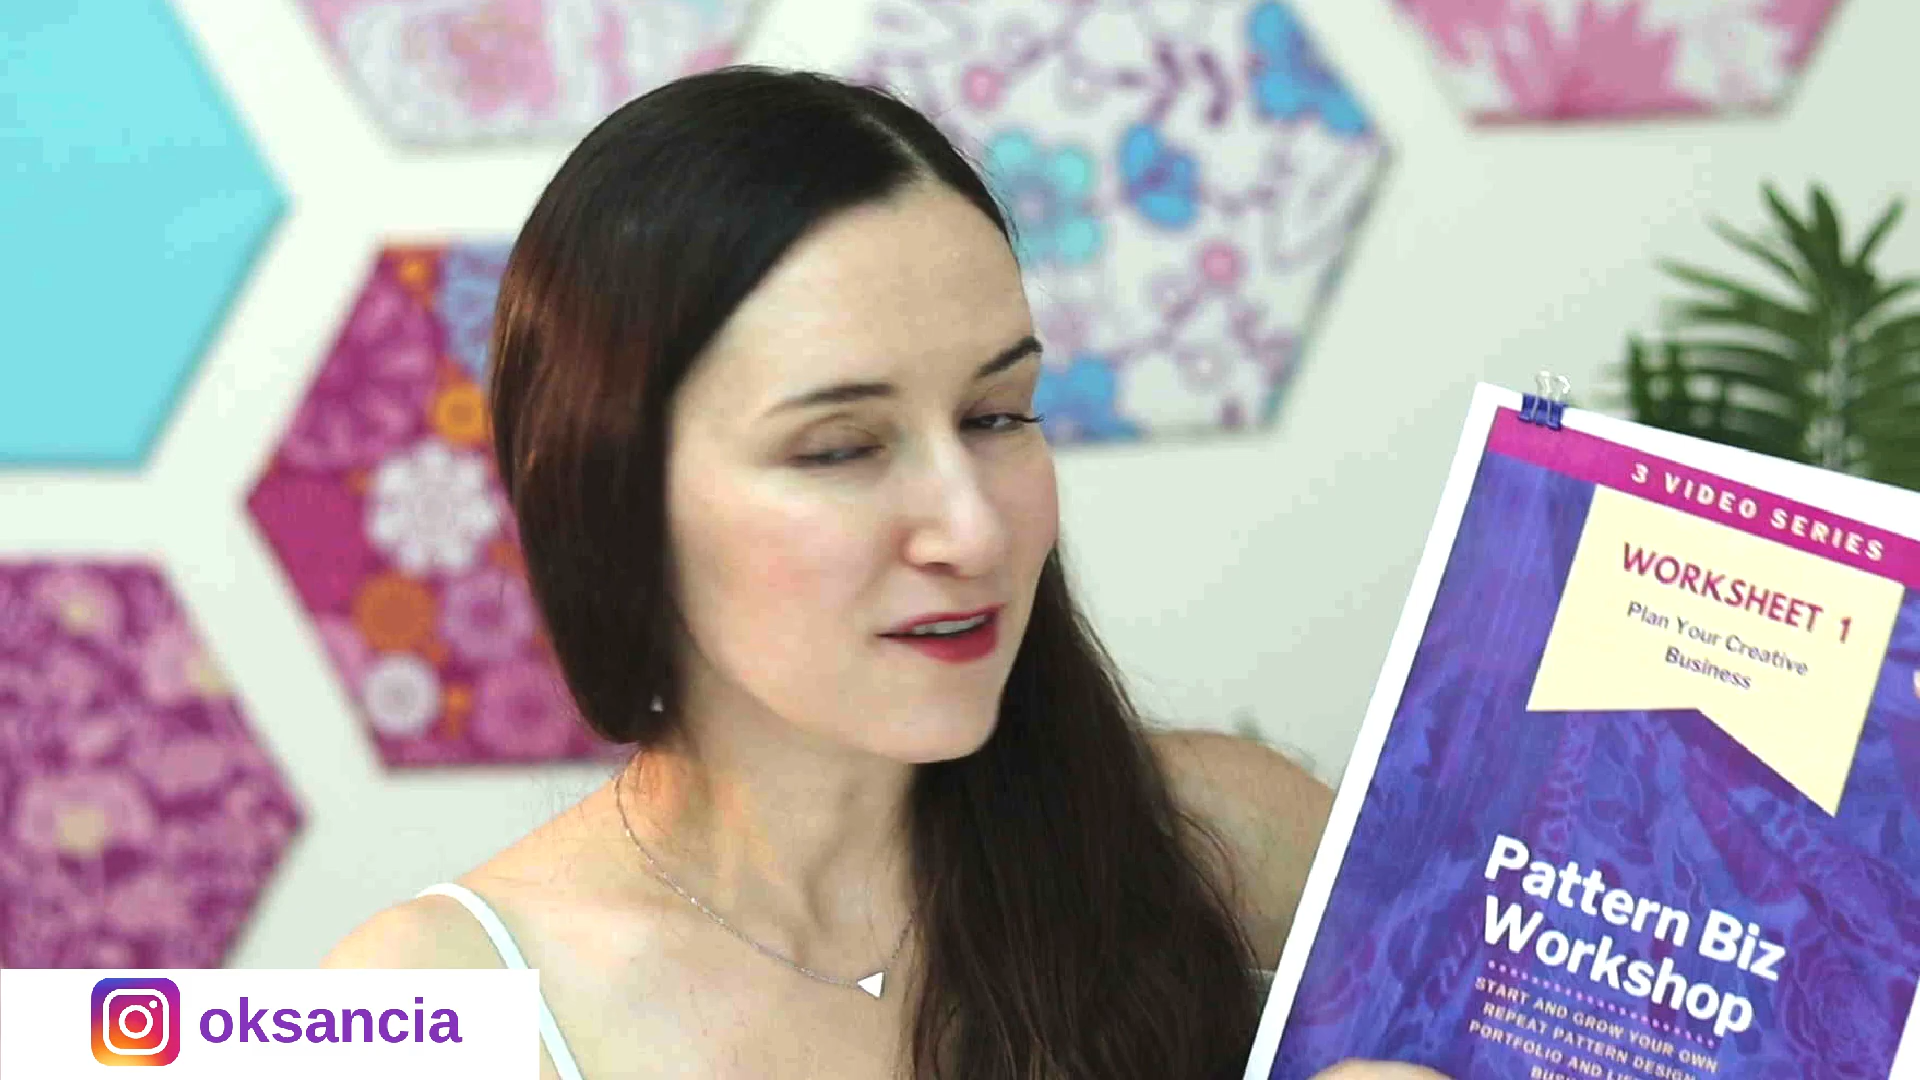 3 VIDEO SERIES
WORKSHEET 1
Plan Your Creative
Business
Pattern Biz
Workshop
START AND GROW YOUR OWN
REPEAT PATTERN DESIGN
PORTFOLIO AND
oksancia